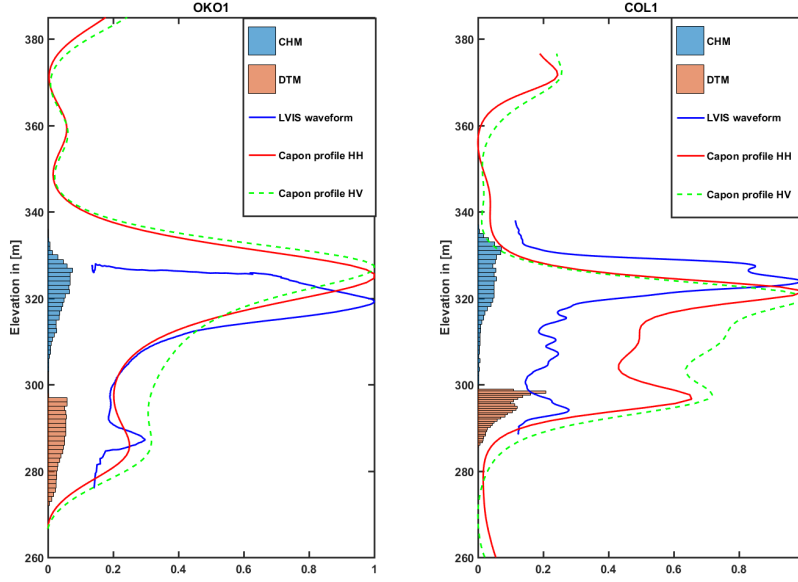 OKO1
Elevation in [m]
380
360
340
320
300
280
260
0
0.2
0.4
0.6
0.8
1
CHM
DTM
LVIS waveform
Capon profile HH
Capon profile HV
COL1
Elevation in [m]
380
360
340
320
300
280
260
0
0.2
0.4
0.6
0.8
CHM
DTM
LVIS waveform
Capon profile HH
Capon profile HV